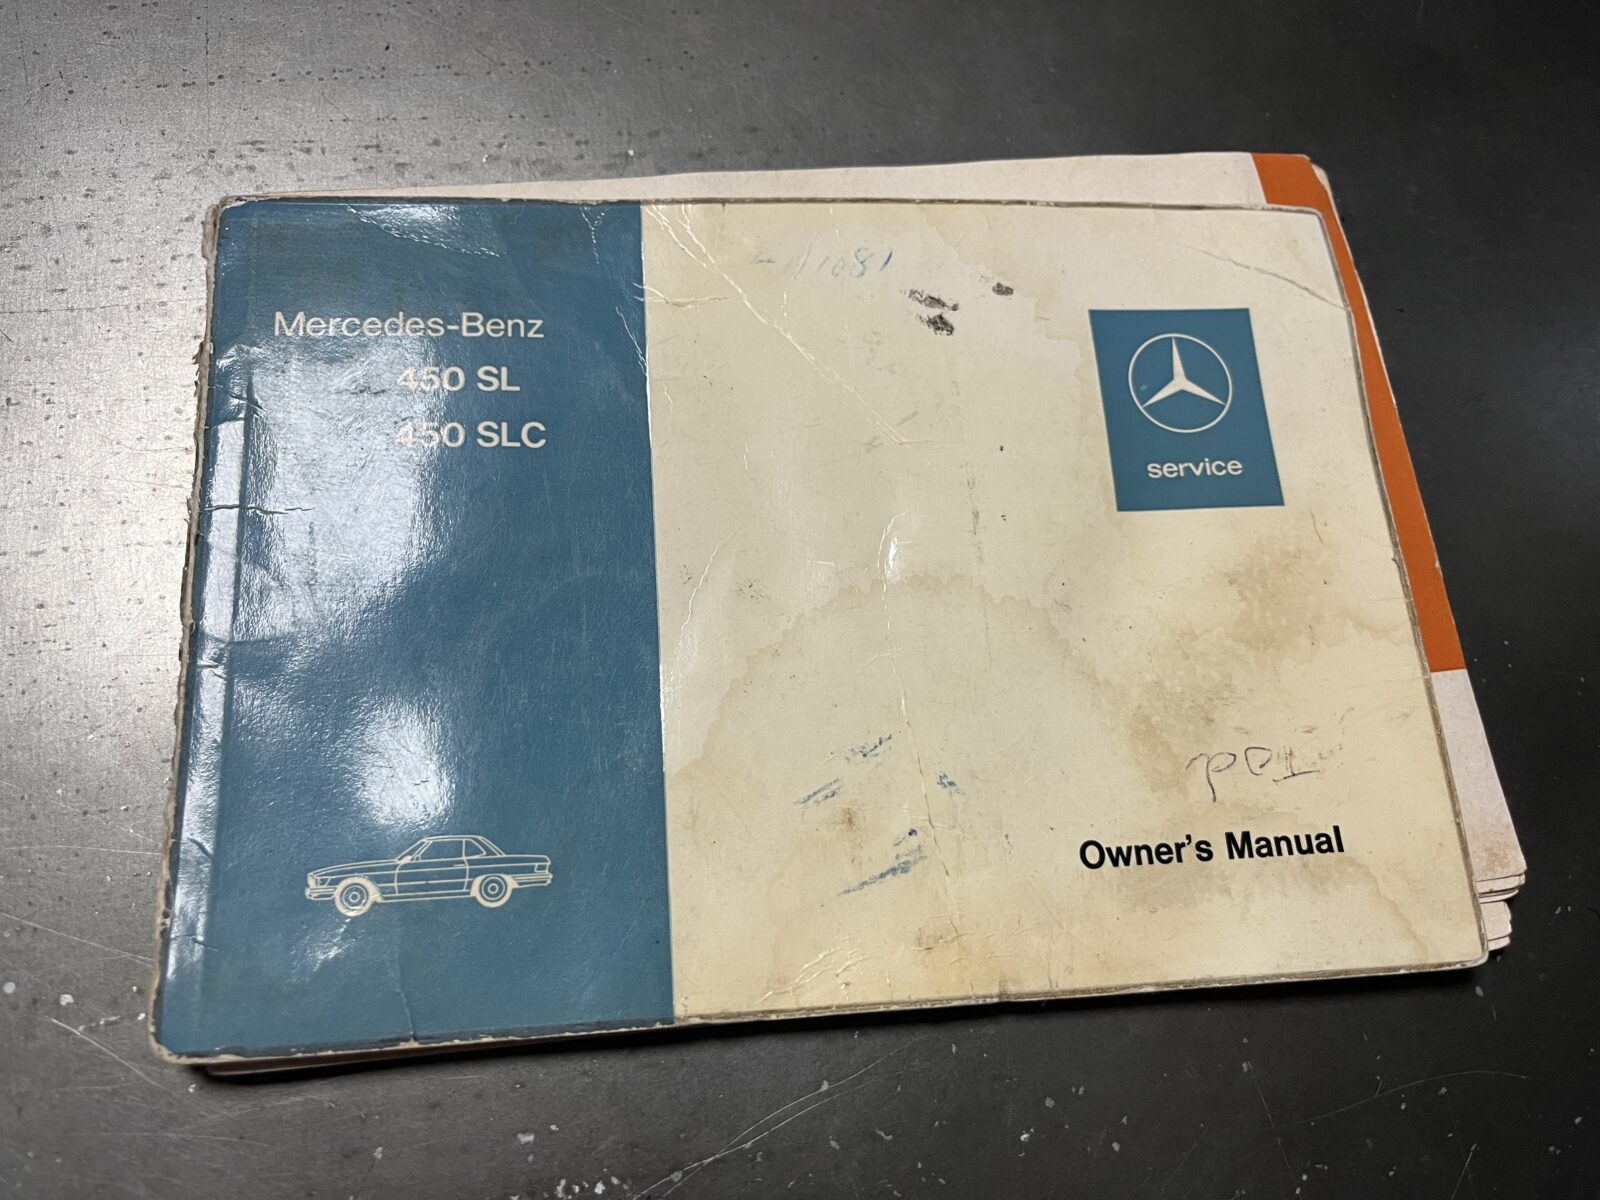 Mercedes-Benz
450 SL
450 SLC
service
Owner's Manual